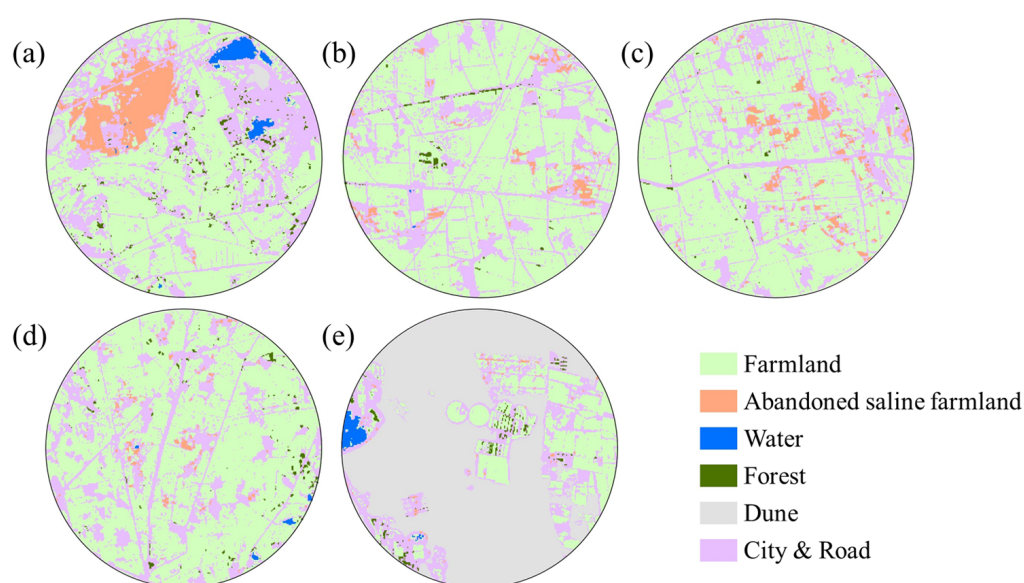 (a)
(b)
(c)
(d)
(e)
Farmland
Abandoned saline farmland
Water
Forest
Dune
City & Road